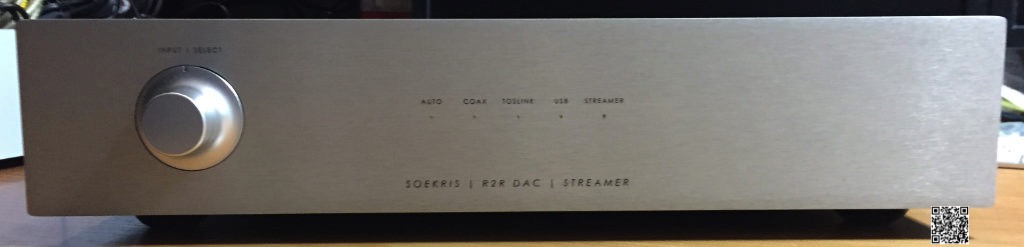 INPUT | SELECT
AUTO COAX TOSLINK USB STREAMER
SOEKRIS | R2R DAC | STREAMER